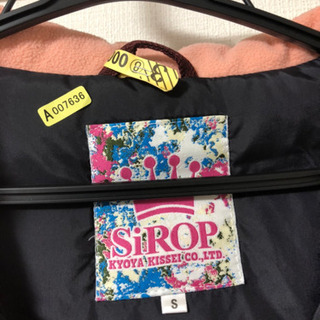 A007636
SiROP
KYOYA KISSEI CO.,LTD.
S